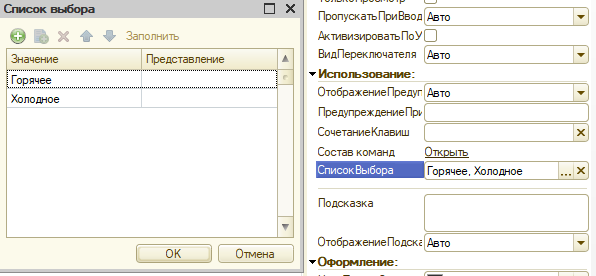 Список выбора
Заполнить
Значение Представление
Горячее
Холодное
OK Отмена
ПропускатьПриВвод Авто
АктивизироватьПоУ
ВидПереключателя Авто
Использование:
ОтображениеПредуг Авто
ПредупреждениеПри
СочетаниеКлавиш
Состав команд Открыть
СписокВыбора Горячее, Холодное ...
Подсказка
ОтображениеПодска Авто
Оформление: